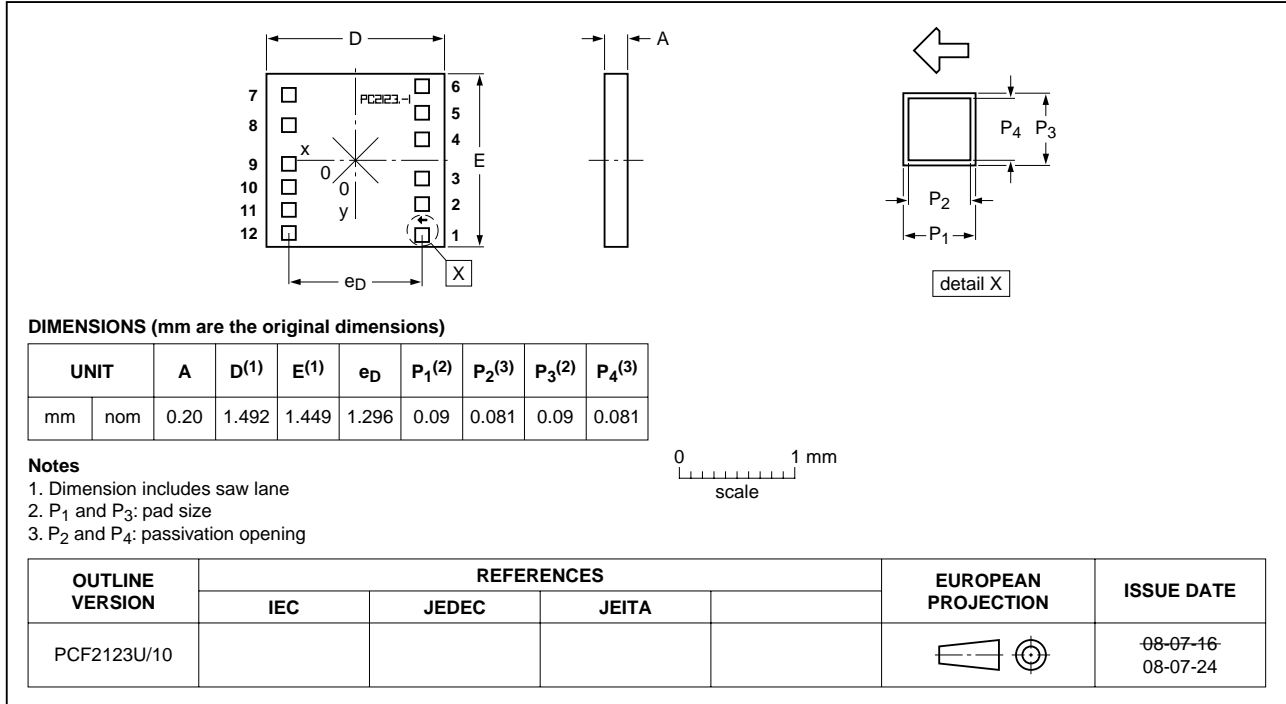 D
A
7
8
9
10
11
12
PC2123.-1
6
5
4
3
2
1
x
0
0
y
E
eD
X
P4 P3
P2
P1
detail X
DIMENSIONS (mm are the original dimensions)
UNIT A D(1) E(1) eD P1(2) P2(3) P3(2) P4(3)
mm nom 0.20 1.492 1.449 1.296 0.09 0.081 0.09 0.081
0 1 mm
scale
Notes
1. Dimension includes saw lane
2. P1 and P3: pad size
3. P2 and P4: passivation opening
OUTLINE VERSION REFERENCES EUROPEAN PROJECTION ISSUE DATE
IEC JEDEC JEITA
PCF2123U/10 08-07-16
08-07-24